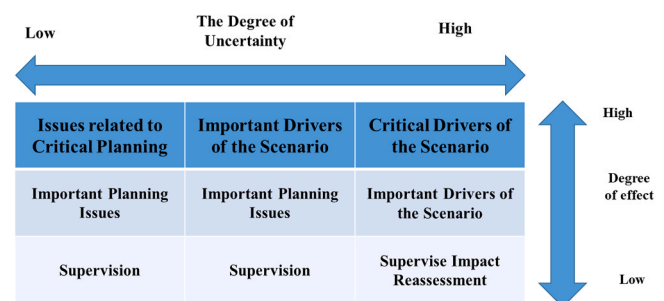 The Degree of
Uncertainty
Low
High
Issues related to
Critical Planning
Important Drivers
of the Scenario
Critical Drivers of
the Scenario
High
Important Planning
Issues
Important Planning
Issues
Important Drivers of
the Scenario
Degree
of effect
Supervision
Supervision
Supervise Impact
Reassessment
Low